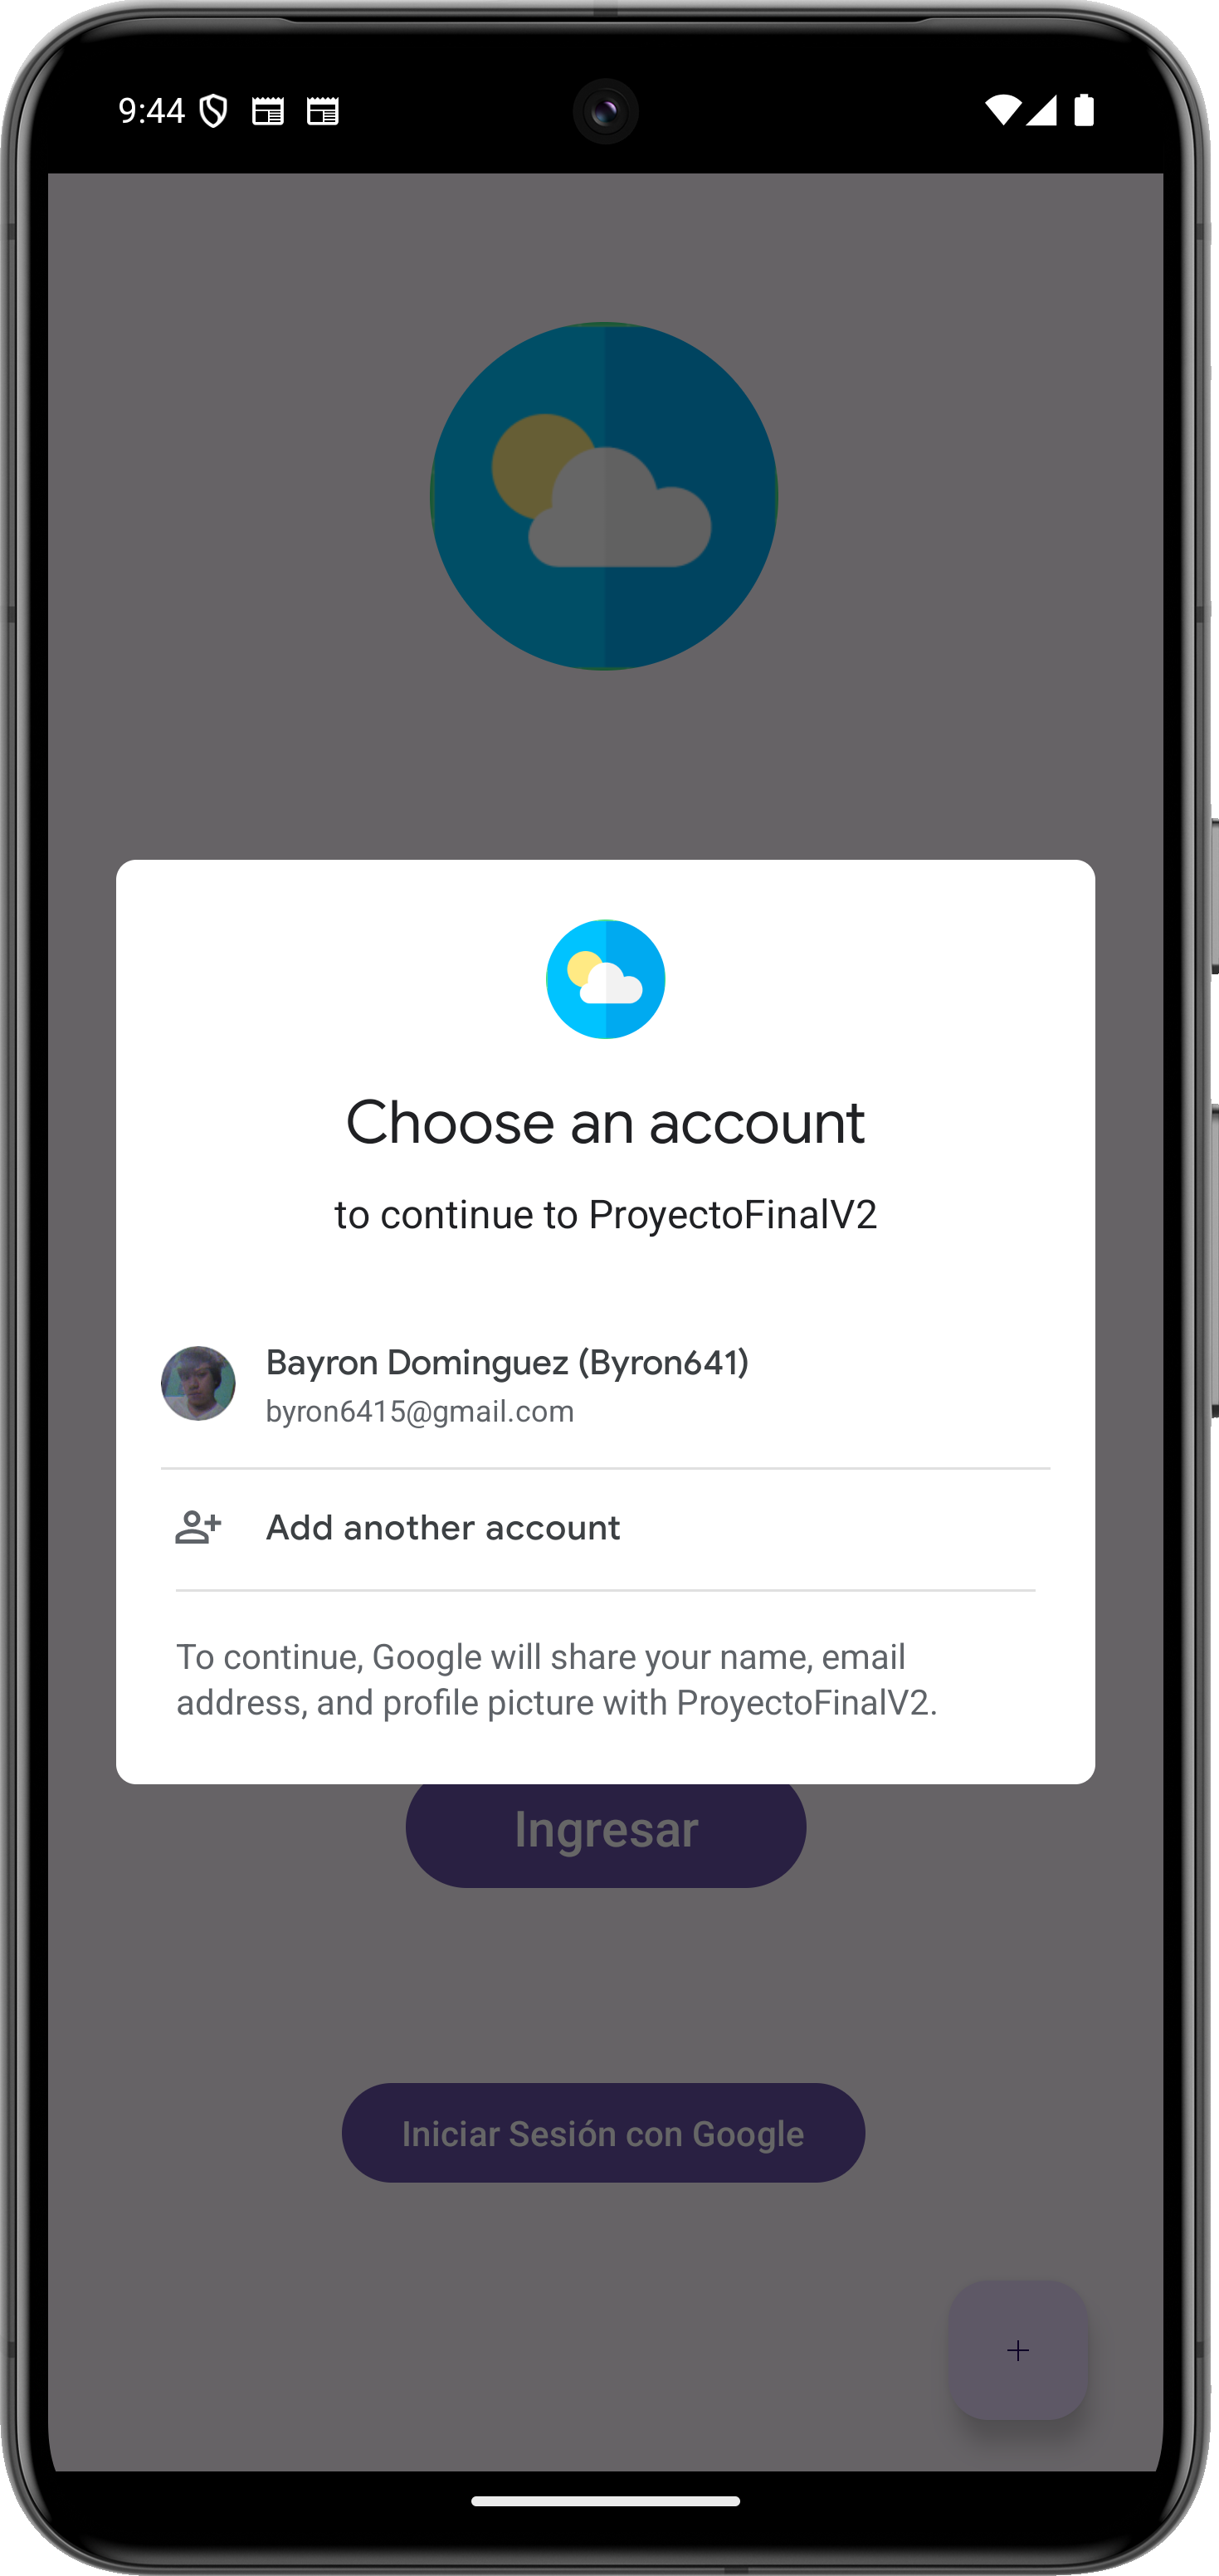 9:44
Choose an account
to continue to ProyectoFinalV2
Bayron Dominguez (Byron641)
byron6415@gmail.com
Add another account
To continue, Google will share your name, email
address, and profile picture with ProyectoFinalV2.
Ingresar
Iniciar Sesión con Google
+